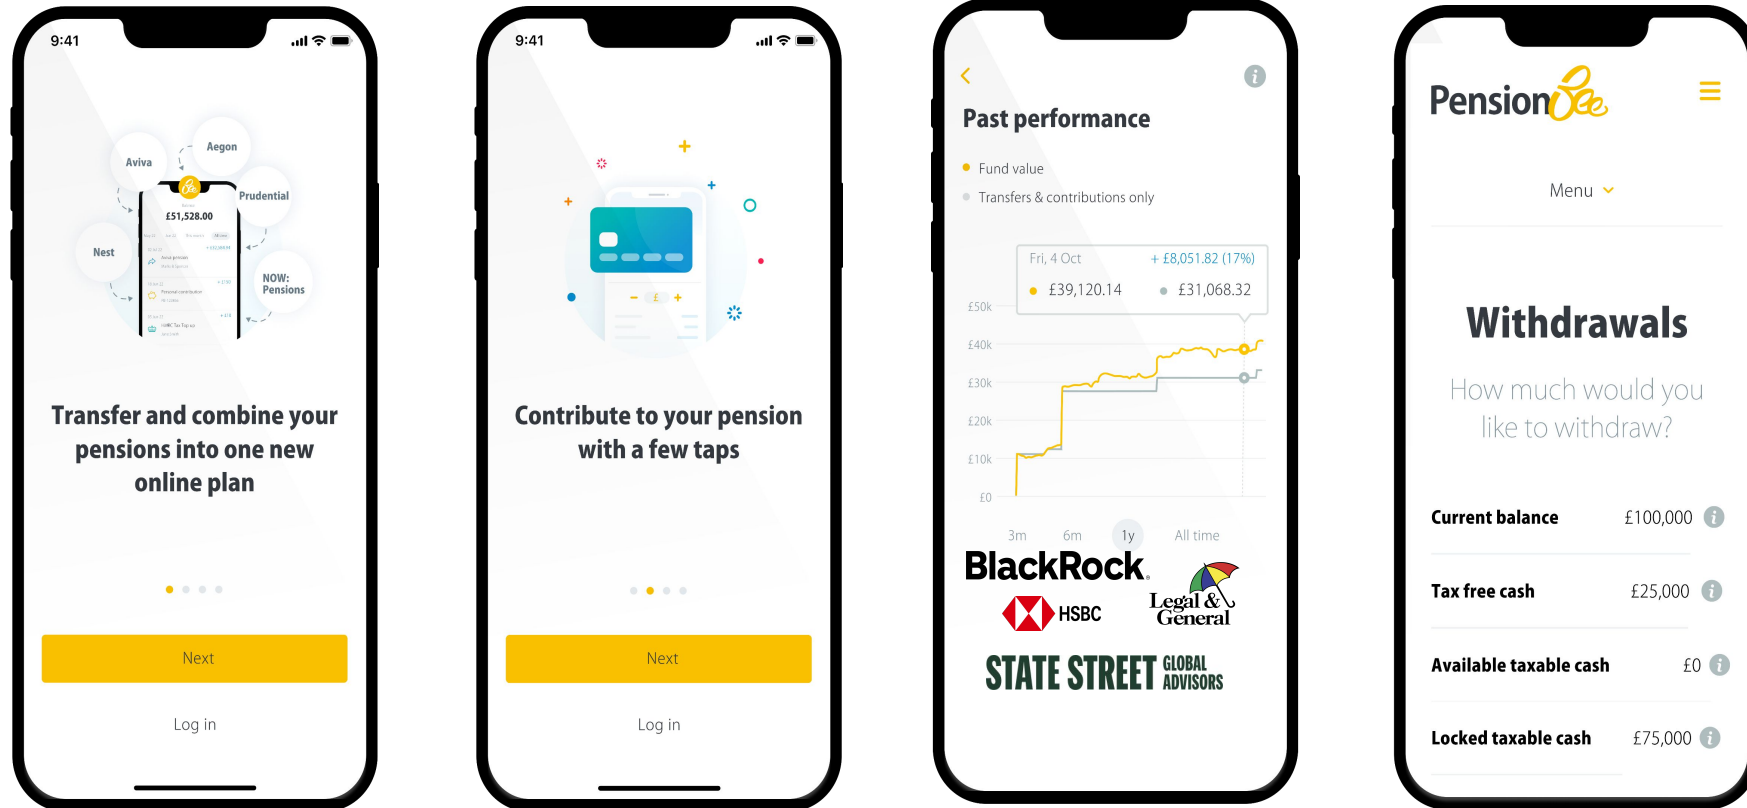 9:41
Aegon
Aviva
Prudential
£51,528.00
Nest
NOW:
Pensions
Transfer and combine your
pensions into one new
online plan
Next
Log in
9:41
£
Contribute to your pension
with a few taps
Next
Log in
Past performance
Fund value
Transfers & contributions only
Fri, 4 Oct + £8,051.82 (17%)
£39,120.14 £31,068.32
£50k
£40k
£30k
£20k
£10k
£0
3m 6m 1y All time
BlackRock.
HSBC
Legal &
General
STATE STREET GLOBAL
ADVISORS
PensionBee
Menu
Withdrawals
How much would you
like to withdraw?
Current balance £100,000
Tax free cash £25,000
Available taxable cash £0
Locked taxable cash £75,000